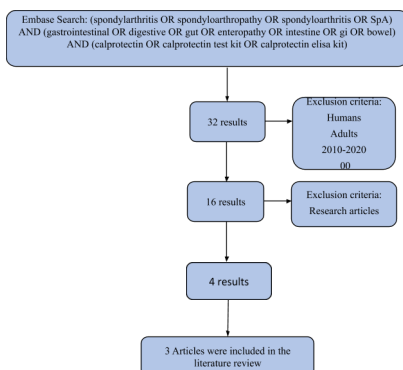 Embase Search: (spondylarthritis OR spondyloarthropathy OR spondyloarthritis OR SpA)
AND (gastrointestinal OR digestive OR gut OR enteropathy OR intestine OR gi OR bowel)
AND (calprotectin OR calprotectin test kit OR calprotectin elisa kit)
32 results
Exclusion criteria:
Humans
Adults
2010-2020
00
16 results
Exclusion criteria:
Research articles
4 results
3 Articles were included in the
literature review